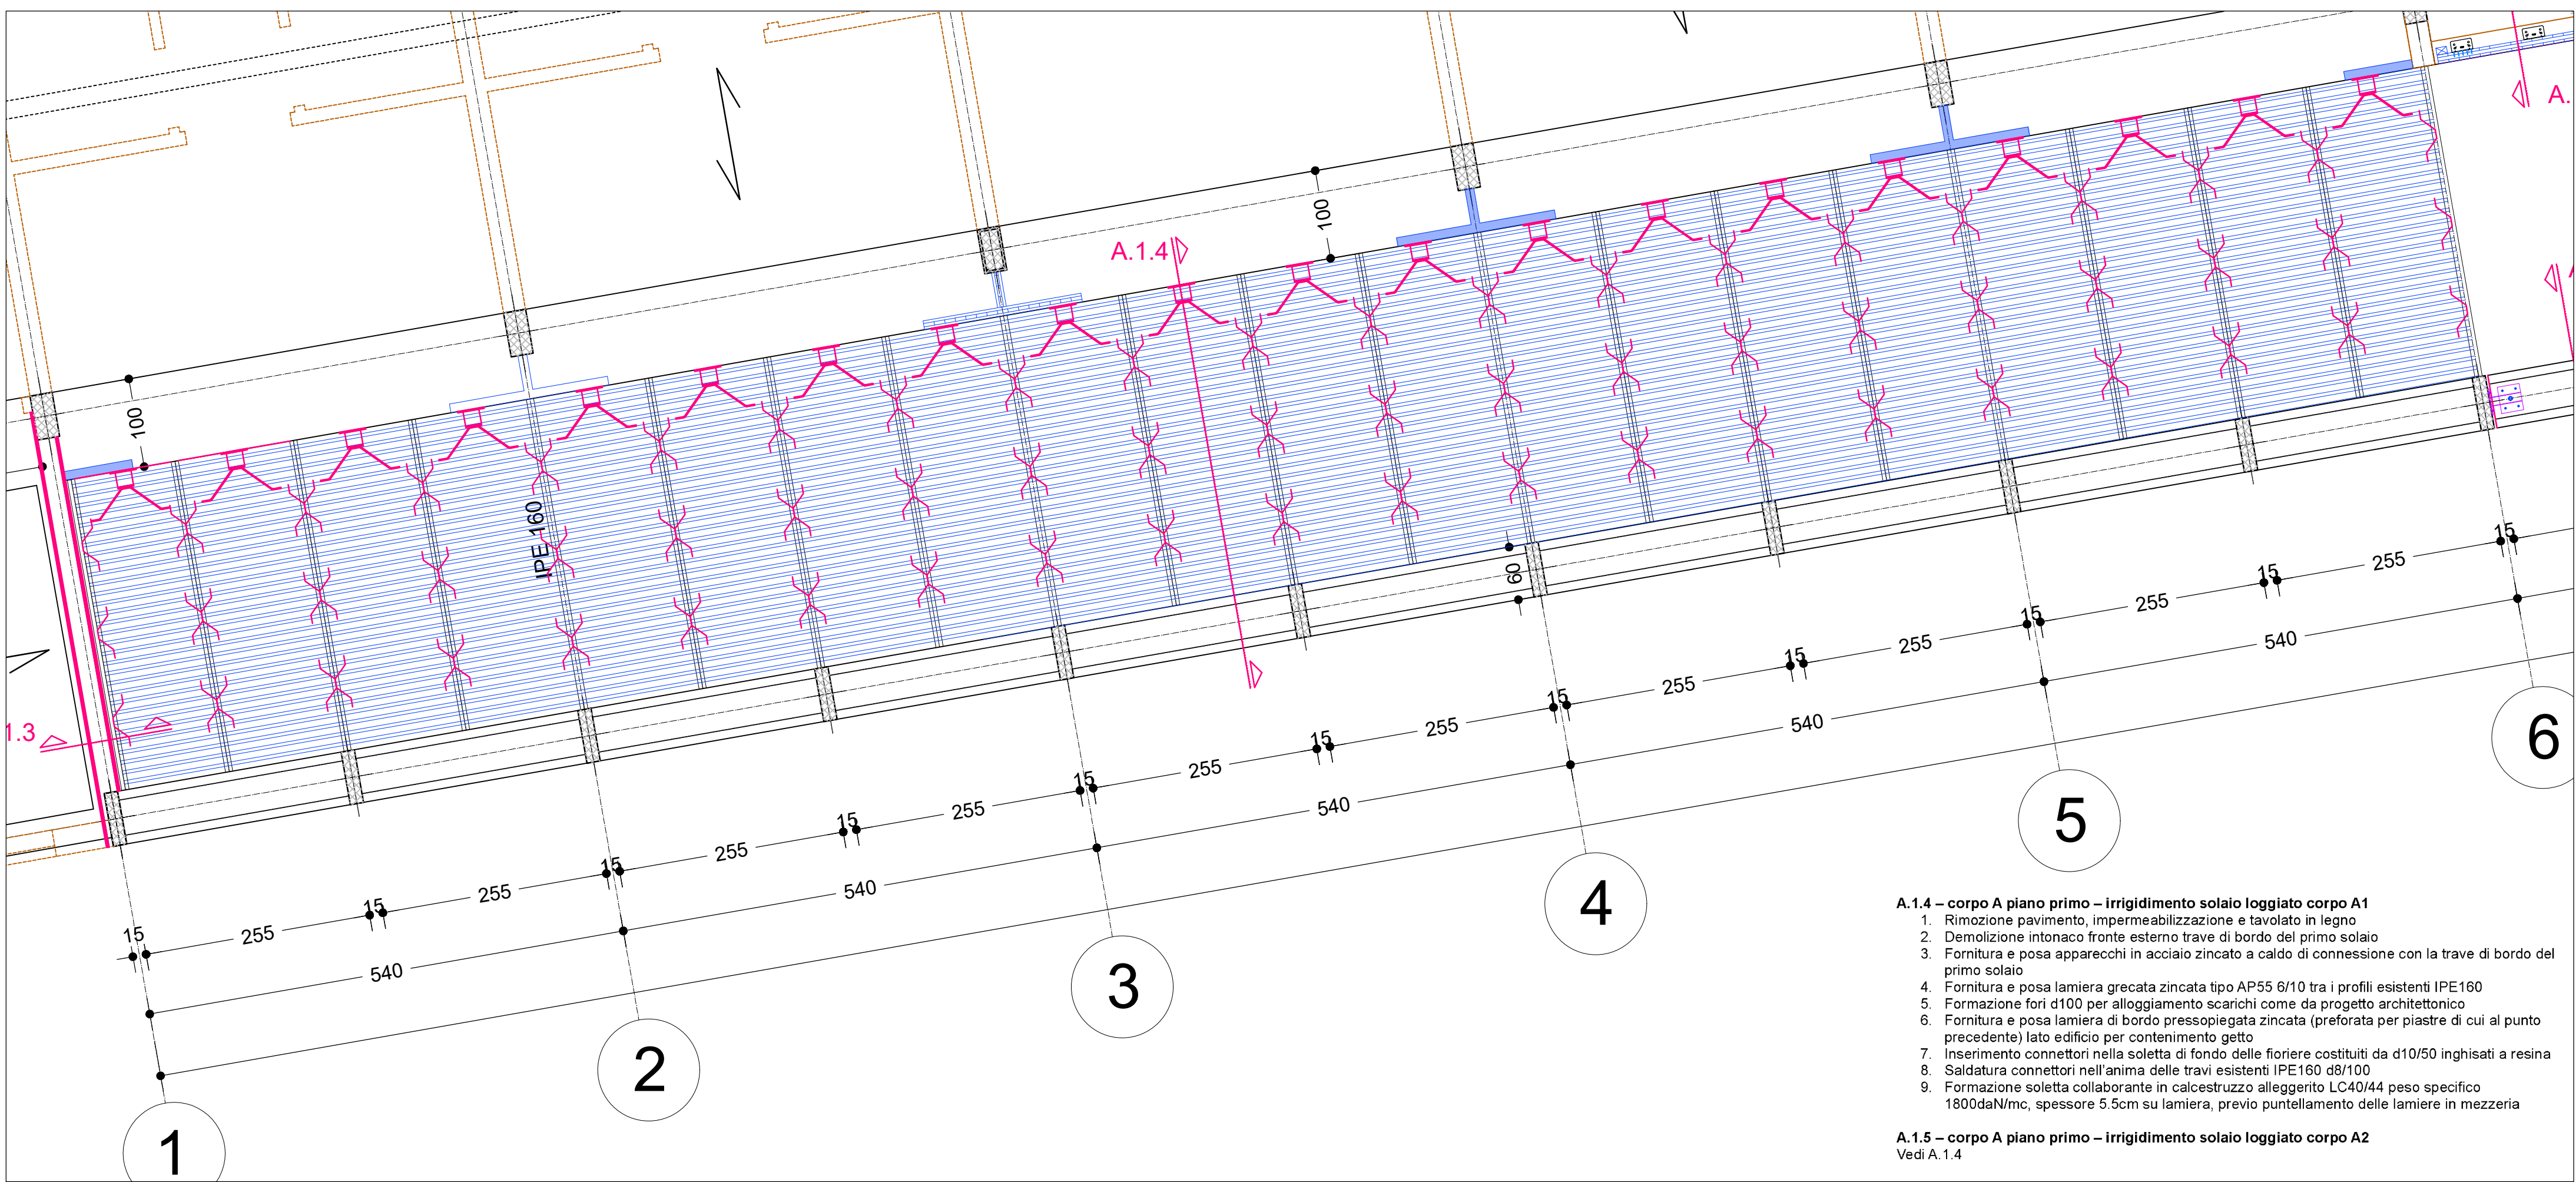 A.
100
A.1.4
100
IPE 160
60
1.3
15
255
15
255
15
255
15
255
15
255
15
255
15
255
15
255
15
255
15
255
15
540
540
540
540
540
1
2
3
4
5
6
A.1.4 – corpo A piano primo – irrigidimento solaio loggiato corpo A1
1. Rimozione pavimento, impermeabilizzazione e tavolato in legno
2. Demolizione intonaco fronte esterno trave di bordo del primo solaio
3. Fornitura e posa apparecchi in acciaio zincato a caldo di connessione con la trave di bordo del
primo solaio
4. Fornitura e posa lamiera grecata zincata tipo AP55 6/10 tra i profili esistenti IPE160
5. Formazione fori d100 per alloggiamento scarichi come da progetto architettonico
6. Fornitura e posa lamiera di bordo pressopiegata zincata (preforata per piastre di cui al punto
precedente) lato edificio per contenimento getto
7. Inserimento connettori nella soletta di fondo delle fioriere costituiti da d10/50 inghisati a resina
8. Saldatura connettori nell'anima delle travi esistenti IPE160 d8/100
9. Formazione soletta collaborante in calcestruzzo alleggerito LC40/44 peso specifico
1800daN/mc, spessore 5.5cm su lamiera, previo puntellamento delle lamiere in mezzeria
A.1.5 – corpo A piano primo – irrigidimento solaio loggiato corpo A2
Vedi A.1.4